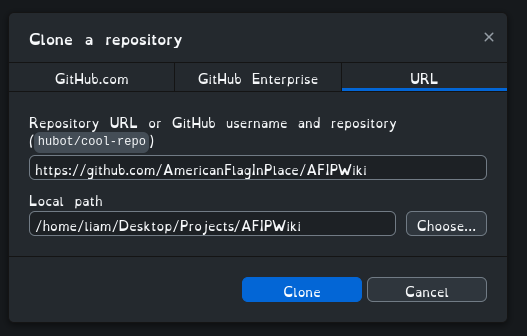 Clone a repository
GitHub.com
GitHub Enterprise
URL
Repository URL or GitHub username and repository
(hubot/cool-repo)
https://github.com/AmericanFlagInPlace/AFIPWiki
Local path
/home/liam/Desktop/Projects/AFIPWiki
Choose...
Clone
Cancel